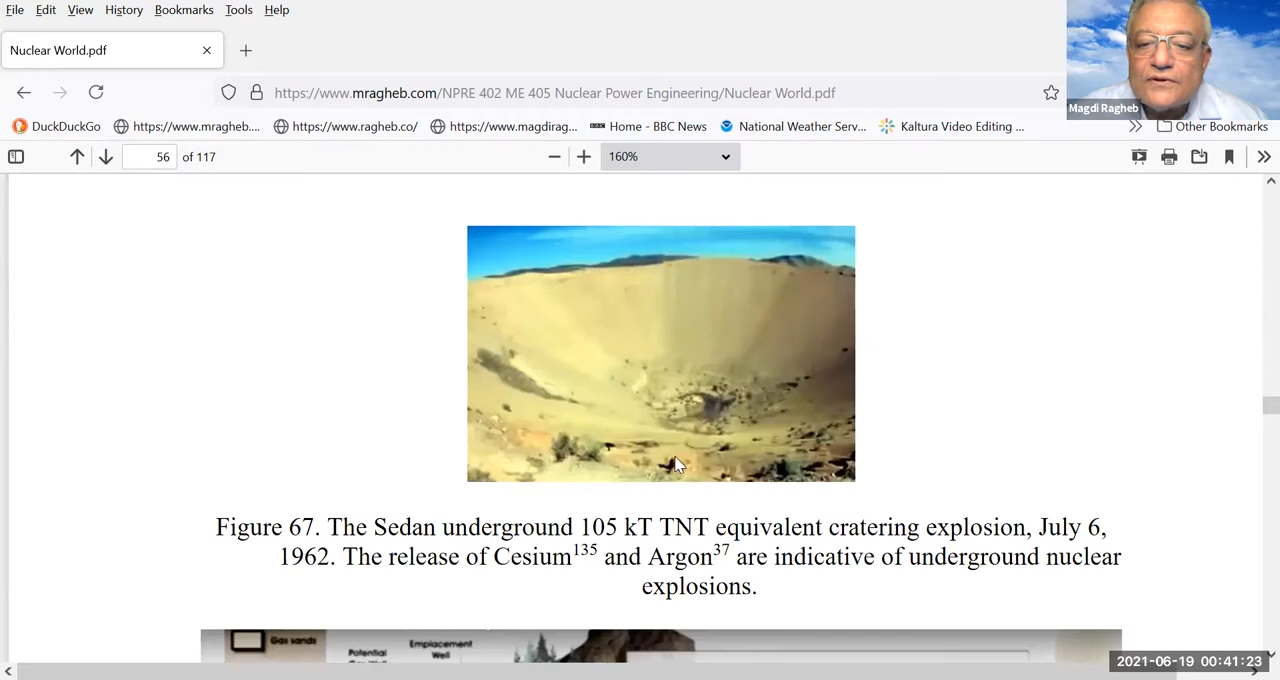 File Edit View History Bookmarks Tools Help
Nuclear World.pdf
https://www.mragheb.com/NPRE 402 ME 405 Nuclear Power Engineering/Nuclear World.pdf
Magdi Ragheb
DuckDuckGo https://www.mragheb.... https://www.ragheb.co/ https://www.magdirag... BBC Home - BBC News National Weather Serv... Kaltura Video Editing ... Other Bookmarks
56 of 117 160%
Figure 67. The Sedan underground 105 kT TNT equivalent cratering explosion, July 6,
1962. The release of Cesium¹³⁵ and Argon³⁷ are indicative of underground nuclear
explosions.
Gas sands Emplacement
Potential Well
2021-06-19 00:41:23